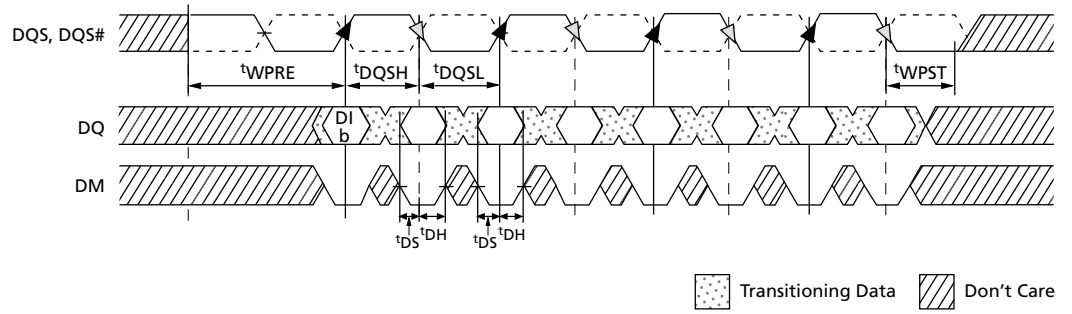 DQS, DQS#
tWPRE tDQSH tDQSL tWPST
DQ
DI
b
DM
tDS tDH tDS tDH
Transitioning Data Don't Care